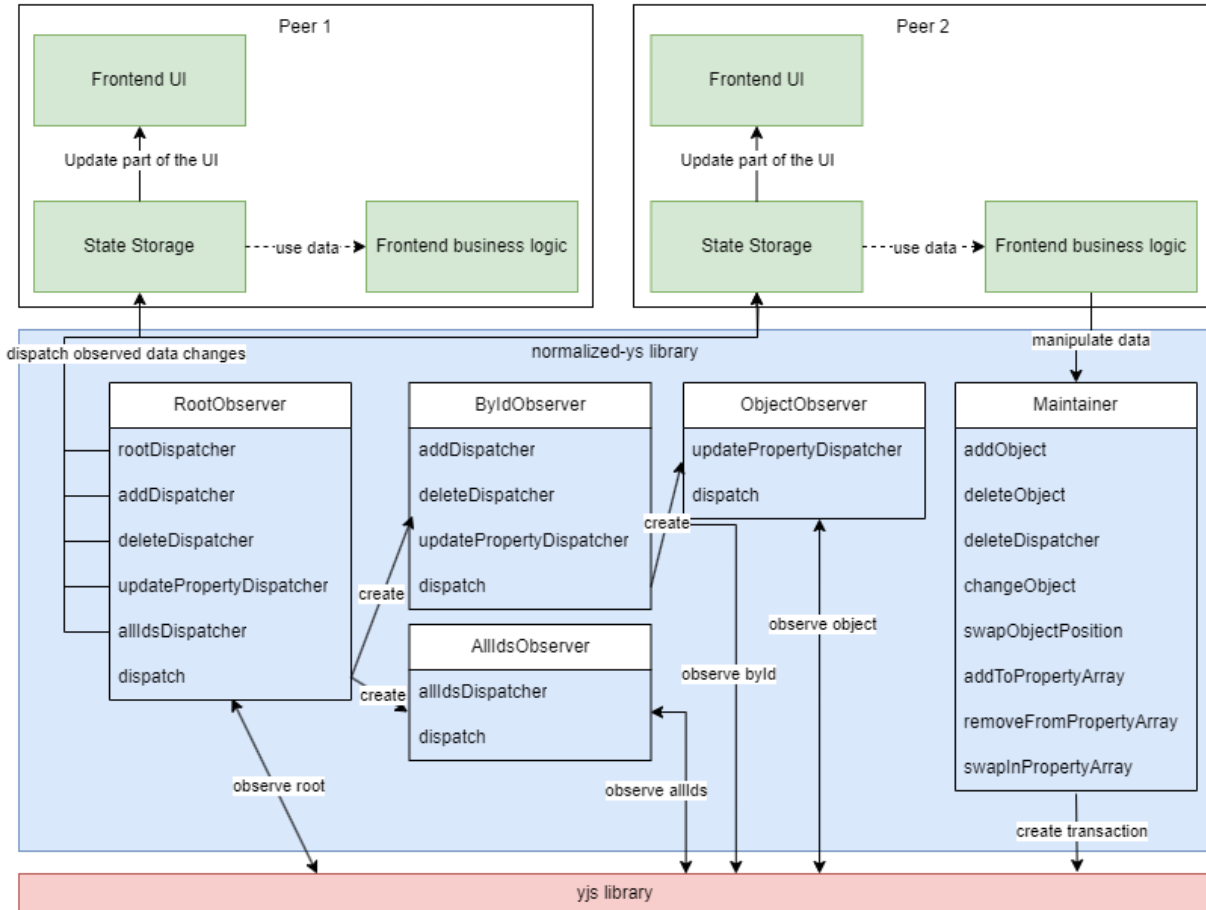 Peer 1
Frontend UI
Update part of the UI
State Storage
use data
Frontend business logic
Peer 2
Frontend UI
Update part of the UI
State Storage
use data
Frontend business logic
dispatch observed data changes
normalized-ys library
manipulate data
RootObserver
rootDispatcher
addDispatcher
deleteDispatcher
updatePropertyDispatcher
allIdsDispatcher
dispatch
create
create
ByIdObserver
addDispatcher
deleteDispatcher
updatePropertyDispatcher
dispatch
create
AllIdsObserver
allIdsDispatcher
dispatch
ObjectObserver
updatePropertyDispatcher
dispatch
Maintainer
addObject
deleteObject
deleteDispatcher
changeObject
swapObjectPosition
addToPropertyArray
removeFromPropertyArray
swapInPropertyArray
observe root
observe allIds
observe byId
observe object
create transaction
yjs library